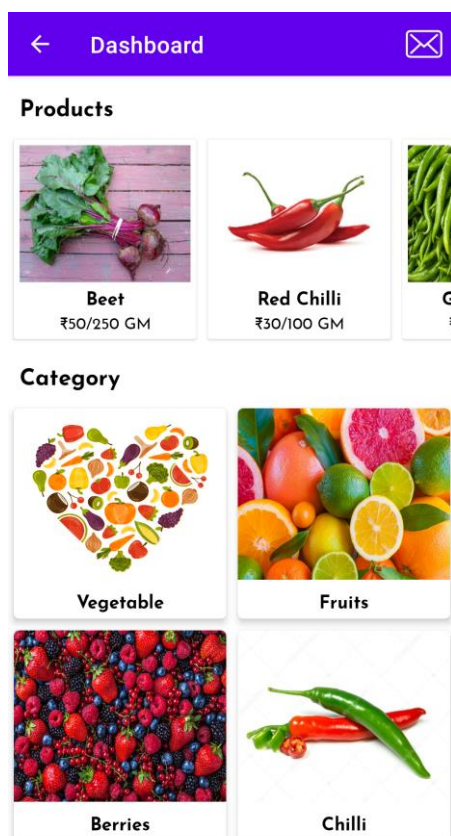 Dashboard
Products
Beet
₹50/250 GM
Red Chilli
₹30/100 GM
Category
Vegetable
Fruits
Berries
Chilli